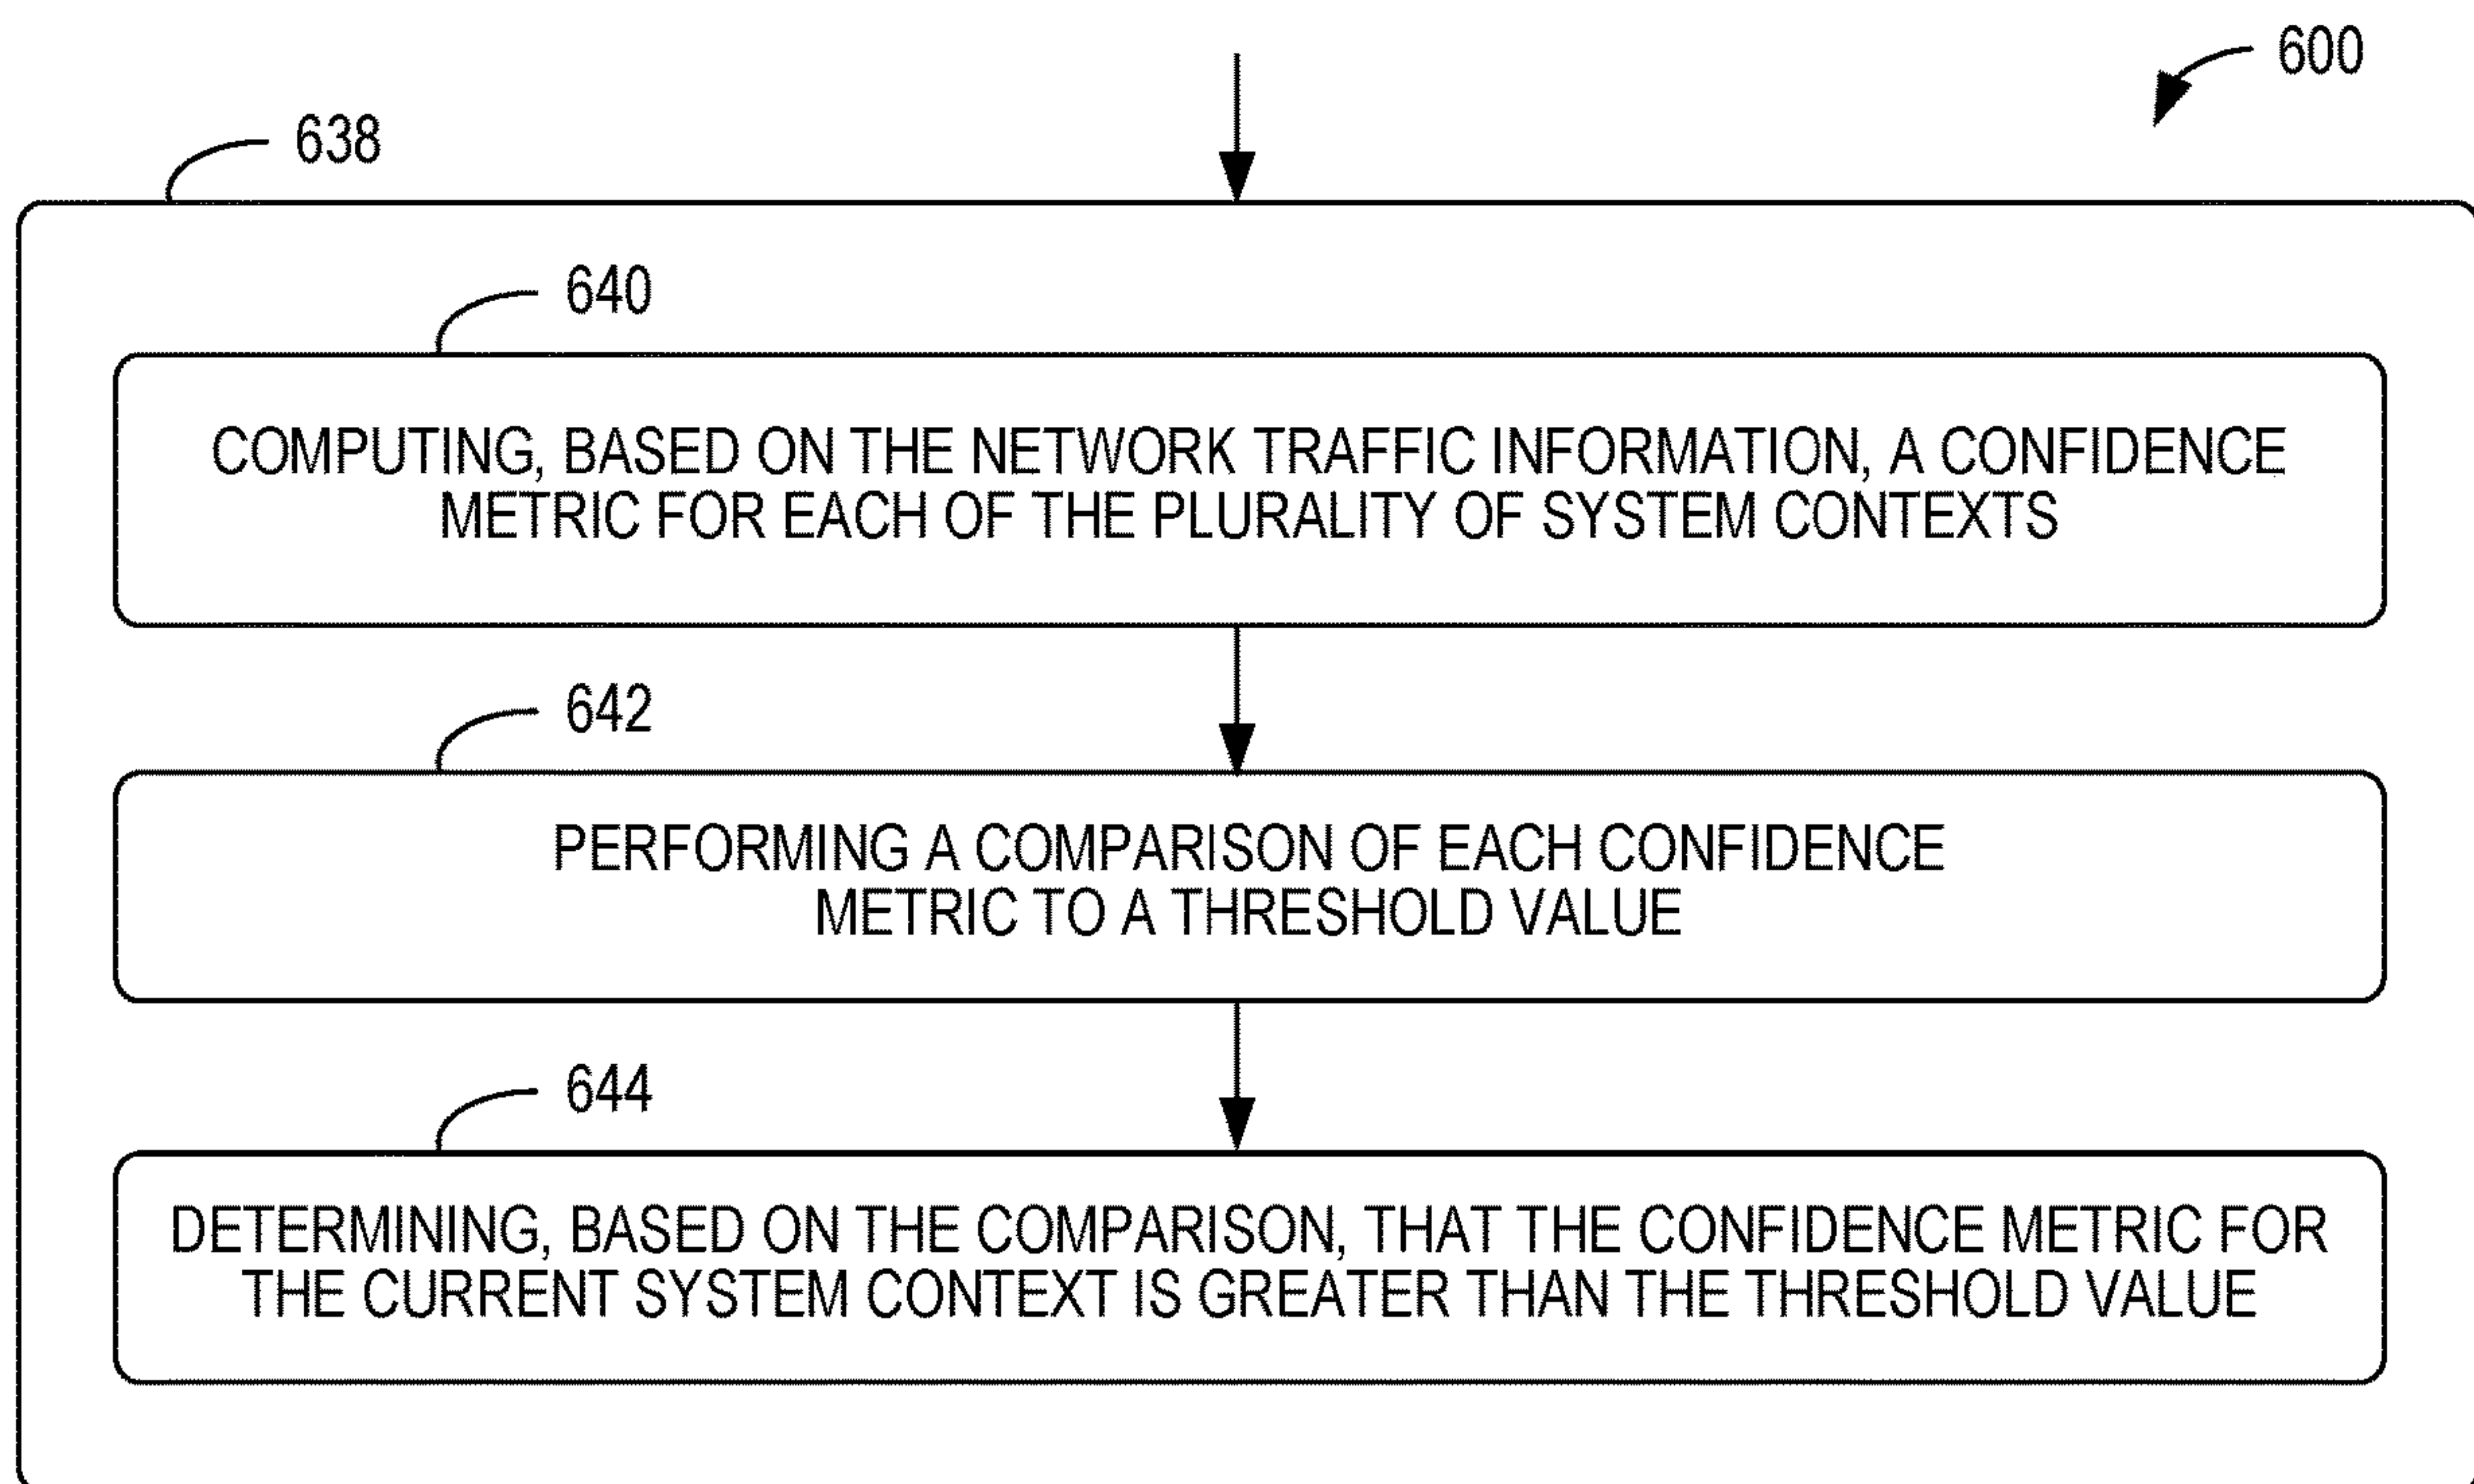 600
638
640
COMPUTING, BASED ON THE NETWORK TRAFFIC INFORMATION, A CONFIDENCE
METRIC FOR EACH OF THE PLURALITY OF SYSTEM CONTEXTS
642
PERFORMING A COMPARISON OF EACH CONFIDENCE
METRIC TO A THRESHOLD VALUE
644
DETERMINING, BASED ON THE COMPARISON, THAT THE CONFIDENCE METRIC FOR
THE CURRENT SYSTEM CONTEXT IS GREATER THAN THE THRESHOLD VALUE